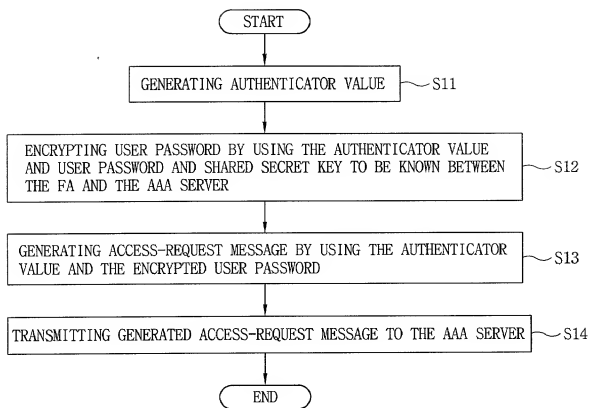 START
GENERATING AUTHENTICATOR VALUE
S11
ENCRYPTING USER PASSWORD BY USING THE AUTHENTICATOR VALUE
AND USER PASSWORD AND SHARED SECRET KEY TO BE KNOWN BETWEEN
THE FA AND THE AAA SERVER
S12
GENERATING ACCESS-REQUEST MESSAGE BY USING THE AUTHENTICATOR
VALUE AND THE ENCRYPTED USER PASSWORD
S13
TRANSMITTING GENERATED ACCESS-REQUEST MESSAGE TO THE AAA SERVER
S14
END